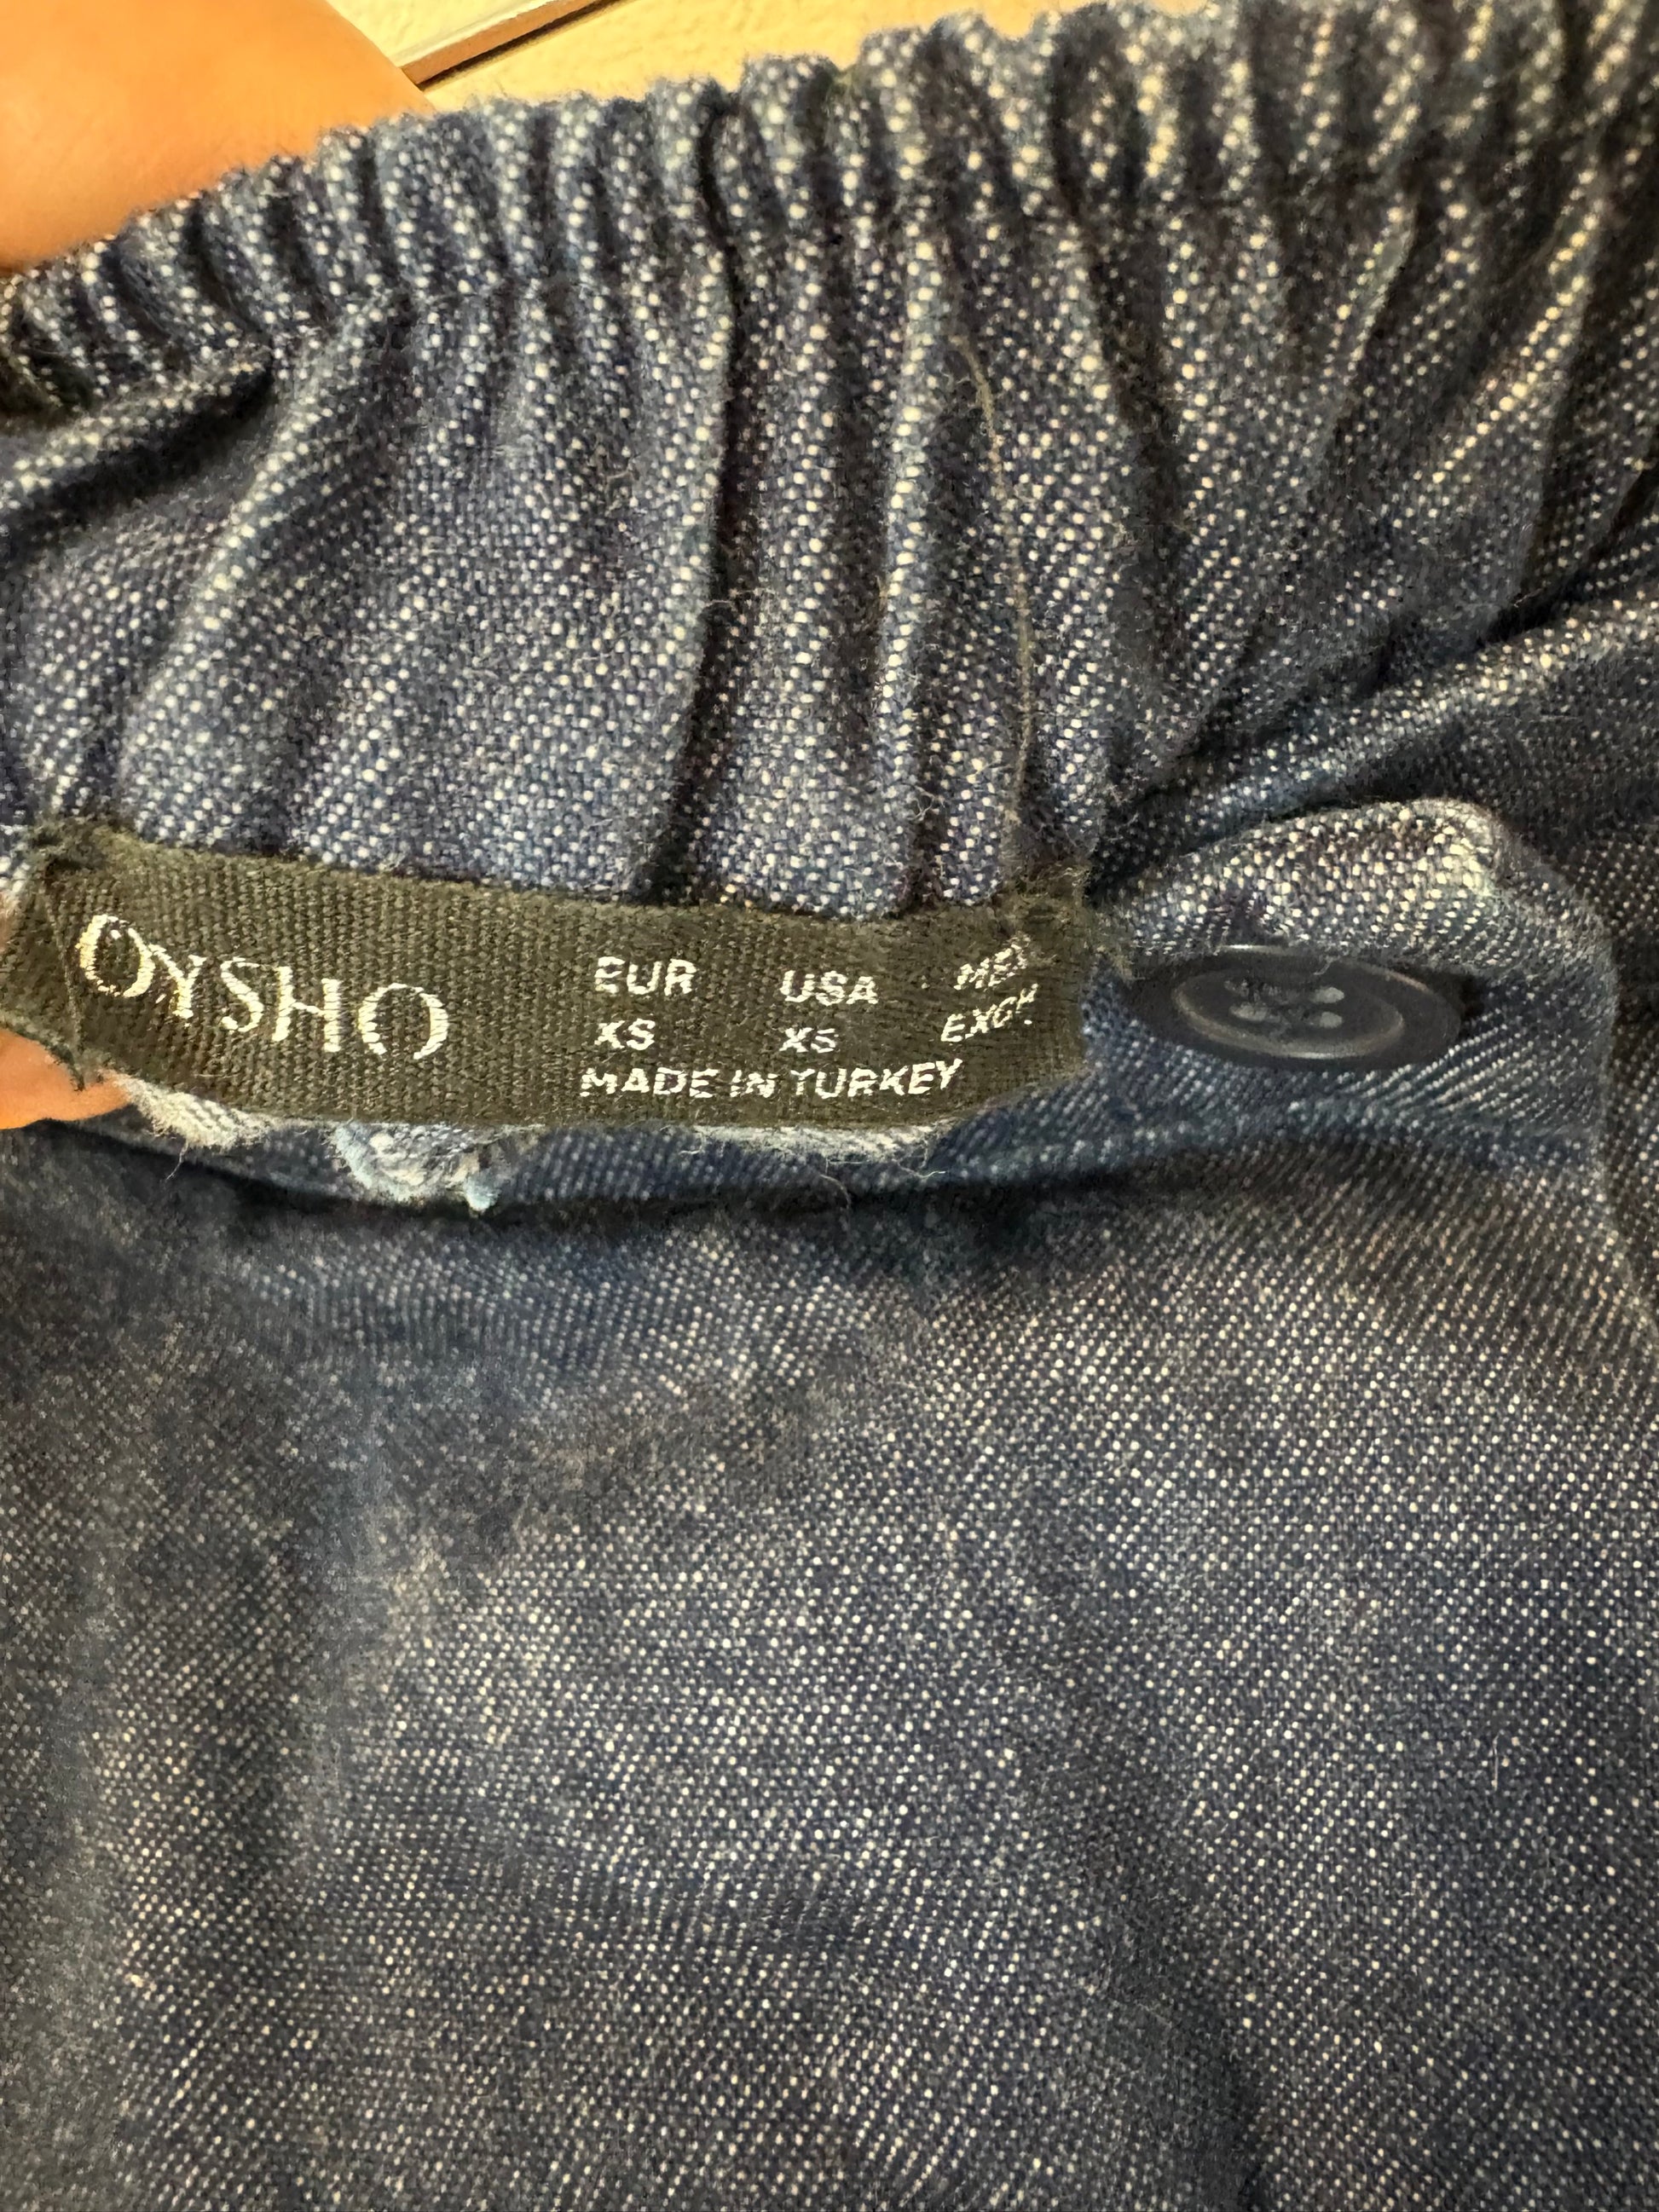 OYSHO
EUR USA MEX
XS XS EXCH
MADE IN TURKEY